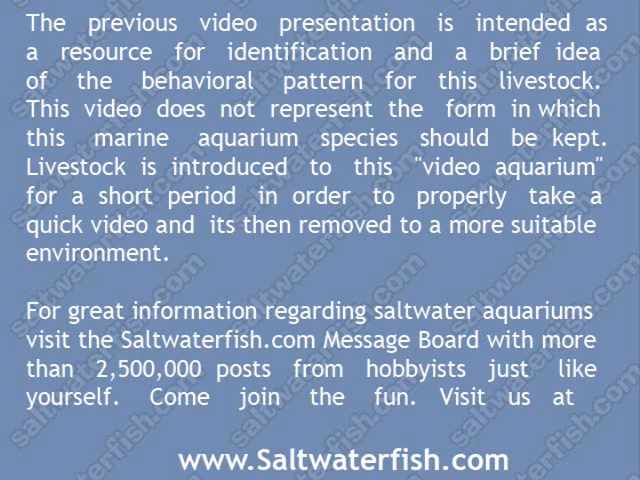 The previous video presentation is intended as
a resource for identification and a brief idea
of the behavioral pattern for this livestock.
This video does not represent the form in which
this marine aquarium species should be kept.
Livestock is introduced to this "video aquarium"
for a short period in order to properly take a
quick video and its then removed to a more suitable
environment.
For great information regarding saltwater aquariums
visit the Saltwaterfish.com Message Board with more
than 2,500,000 posts from hobbyists just like
yourself. Come join the fun. Visit us at
www.Saltwaterfish.com